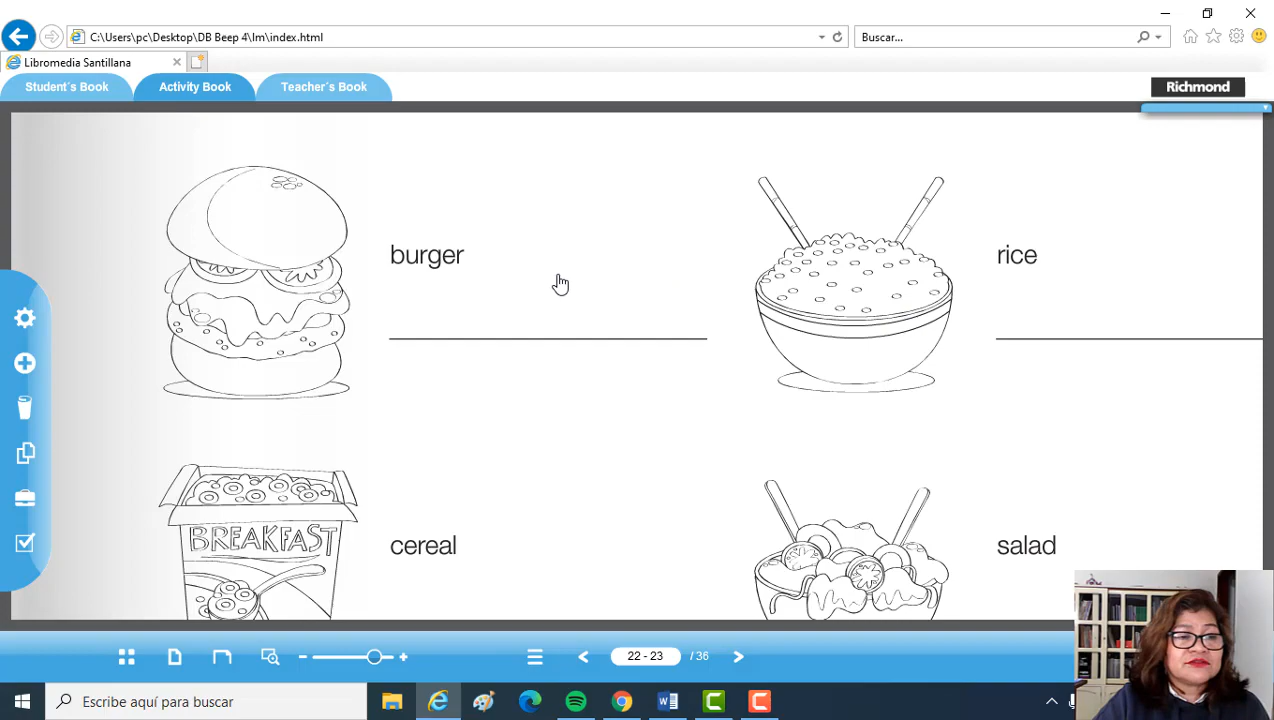 C:\Users\pc\Desktop\DB Beep 4\lm\index.html
Buscar...
Libromedia Santillana
Student´s Book
Activity Book
Teacher´s Book
Richmond
burger
rice
BREAKFAST
cereal
salad
22 - 23
/ 36
Escribe aquí para buscar